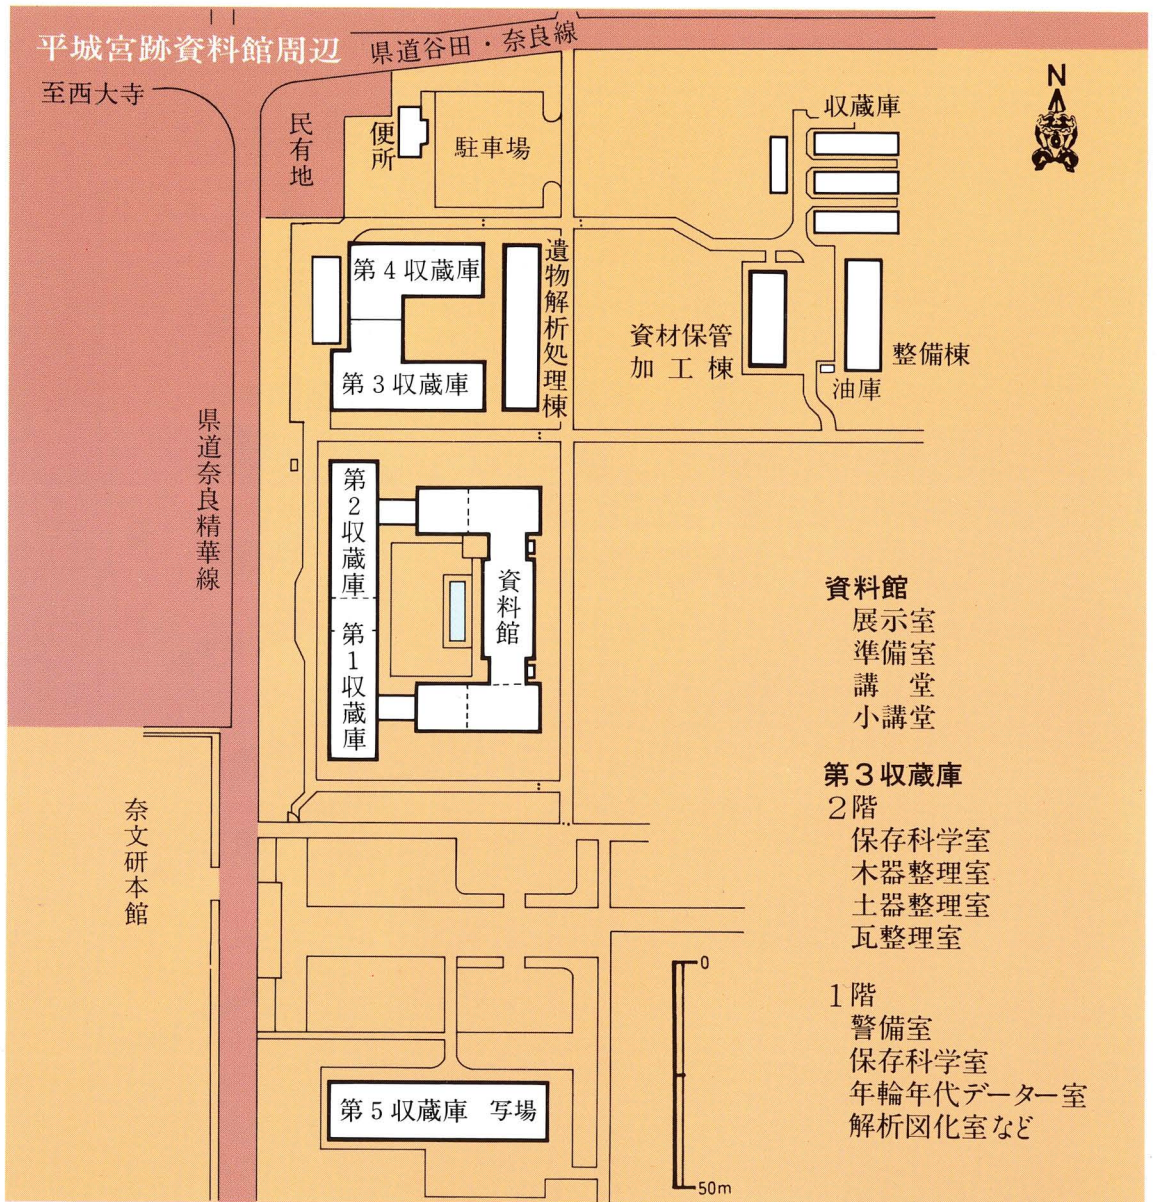 平城宮跡資料館周辺
県道谷田・奈良線
至西大寺
民有地
便所
駐車場
収蔵庫
N
第4収蔵庫
遺物解析処理棟
第3収蔵庫
資材保管
加工棟
整備棟
油庫
県道奈良精華線
第2収蔵庫
第1収蔵庫
資料館
奈文研本館
第5収蔵庫 写場
資料館
展示室
準備室
講 堂
小講堂
第3収蔵庫
2階
保存科学室
木器整理室
土器整理室
瓦整理室
1階
警備室
保存科学室
年輪年代データー室
解析図化室など
0
50m